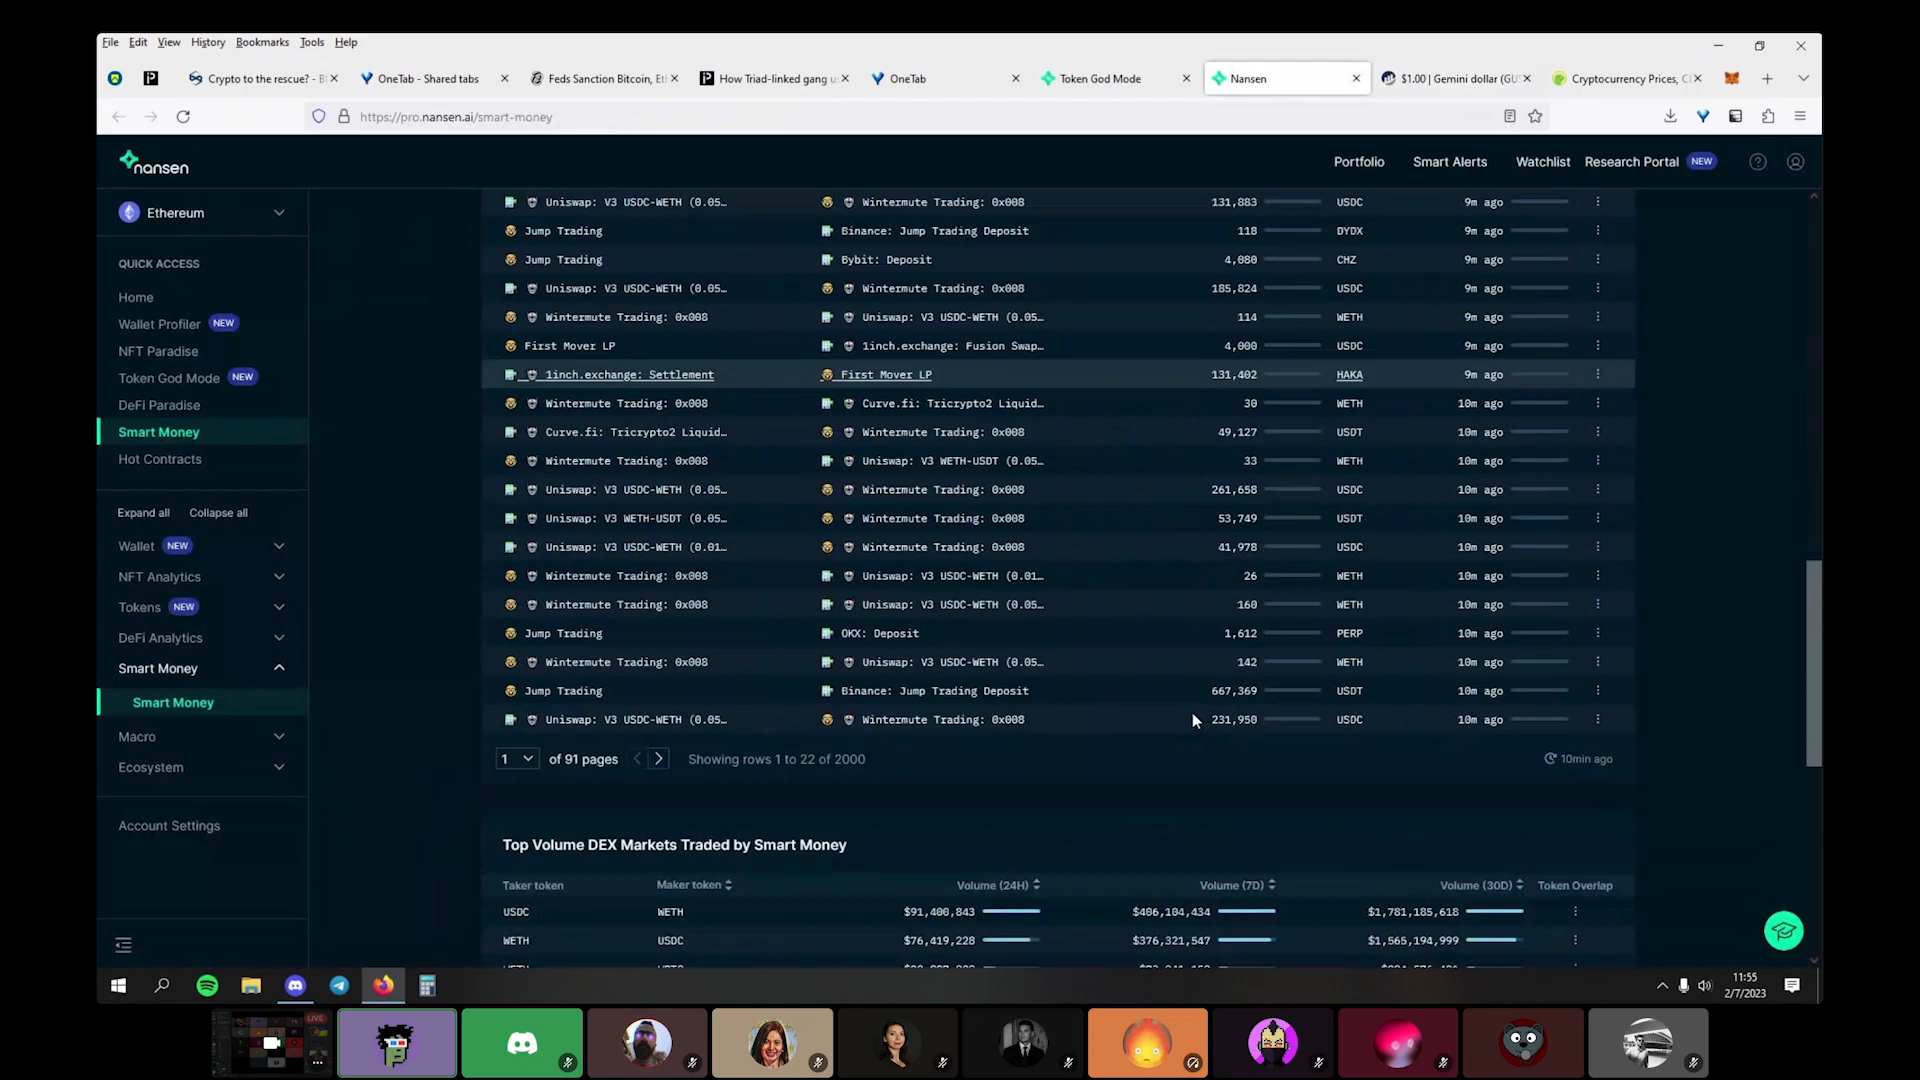 File Edit View History Bookmarks Tools Help
Crypto to the rescue? - Bl
OneTab - Shared tabs
Feds Sanction Bitcoin, Et
How Triad-linked gang u
OneTab
Token God Mode
Nansen
$1.00 | Gemini dollar (GU
Cryptocurrency Prices, C
https://pro.nansen.ai/smart-money
nansen
Portfolio Smart Alerts Watchlist Research Portal NEW
Ethereum
QUICK ACCESS
Home
Wallet Profiler NEW
NFT Paradise
Token God Mode NEW
DeFi Paradise
Smart Money
Hot Contracts
Expand all Collapse all
Wallet NEW
NFT Analytics
Tokens NEW
DeFi Analytics
Smart Money
Smart Money
Macro
Ecosystem
Account Settings
Uniswap: V3 USDC-WETH (0.05… Wintermute Trading: 0x008 131,883 USDC 9m ago
Jump Trading Binance: Jump Trading Deposit 118 DYDX 9m ago
Jump Trading Bybit: Deposit 4,080 CHZ 9m ago
Uniswap: V3 USDC-WETH (0.05… Wintermute Trading: 0x008 185,824 USDC 9m ago
Wintermute Trading: 0x008 Uniswap: V3 USDC-WETH (0.05… 114 WETH 9m ago
First Mover LP 1inch.exchange: Fusion Swap… 4,000 USDC 9m ago
1inch.exchange: Settlement First Mover LP 131,402 HAKA 9m ago
Wintermute Trading: 0x008 Curve.fi: Tricrypto2 Liquid… 30 WETH 10m ago
Curve.fi: Tricrypto2 Liquid… Wintermute Trading: 0x008 49,127 USDT 10m ago
Wintermute Trading: 0x008 Uniswap: V3 WETH-USDT (0.05… 33 WETH 10m ago
Uniswap: V3 USDC-WETH (0.05… Wintermute Trading: 0x008 261,658 USDC 10m ago
Uniswap: V3 WETH-USDT (0.05… Wintermute Trading: 0x008 53,749 USDT 10m ago
Uniswap: V3 USDC-WETH (0.01… Wintermute Trading: 0x008 41,978 USDC 10m ago
Wintermute Trading: 0x008 Uniswap: V3 USDC-WETH (0.01… 26 WETH 10m ago
Wintermute Trading: 0x008 Uniswap: V3 USDC-WETH (0.05… 160 WETH 10m ago
Jump Trading OKX: Deposit 1,612 PERP 10m ago
Wintermute Trading: 0x008 Uniswap: V3 USDC-WETH (0.05… 142 WETH 10m ago
Jump Trading Binance: Jump Trading Deposit 667,369 USDT 10m ago
Uniswap: V3 USDC-WETH (0.05… Wintermute Trading: 0x008 231,950 USDC 10m ago
1 of 91 pages Showing rows 1 to 22 of 2000 10min ago
Top Volume DEX Markets Traded by Smart Money
Taker token Maker token Volume (24H) Volume (7D) Volume (30D) Token Overlap
USDC WETH $91,400,843 $406,104,434 $1,781,185,618
WETH USDC $76,419,228 $376,321,547 $1,565,194,999
11:55
2/7/2023
LIVE